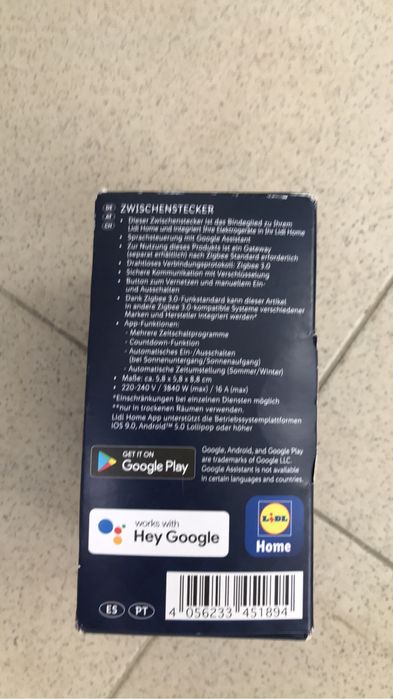 DE
AT
CH
ZWISCHENSTECKER
• Dieser Zwischenstecker ist das Bindeglied zu Ihrem
Lidl Home und integriert Ihre Elektrogeräte in Ihr Lidl Home
• Sprachsteuerung mit Google Assistant
• Zur Nutzung dieses Produkts ist ein Gateway
(separat erhältlich) nach Zigbee Standard erforderlich
• Drahtloses Verbindungsprotokoll: Zigbee 3.0
• Sichere Kommunikation mit Verschlüsselung
• Button zum Vernetzen und manuellem Ein-
und Ausschalten
• Dank Zigbee 3.0-Funkstandard kann dieser Artikel
in andere Zigbee 3.0-kompatible Systeme verschiedener
Marken und Hersteller integriert werden*
• App-Funktionen:
- Mehrere Zeitschaltprogramme
- Countdown-Funktion
- Automatisches Ein-/Ausschalten
(bei Sonnenuntergang/Sonnenaufgang)
- Automatische Zeitumstellung (Sommer/Winter)
• Maße: ca. 5,8 x 5,8 x 8,8 cm
• 220-240 V / 3840 W (max) / 16 A (max)
*Einschränkungen bei einzelnen Diensten möglich
**nur in trockenen Räumen verwenden.
Lidl Home App unterstützt die Betriebssystemplattformen
iOS 9.0, Android™ 5.0 Lollipop oder höher
GET IT ON
Google Play
Google, Android, and Google Play
are trademarks of Google LLC.
Google Assistant is not available
in certain languages and countries.
works with
Hey Google
LIDL
Home
ES PT
4 056233 451894